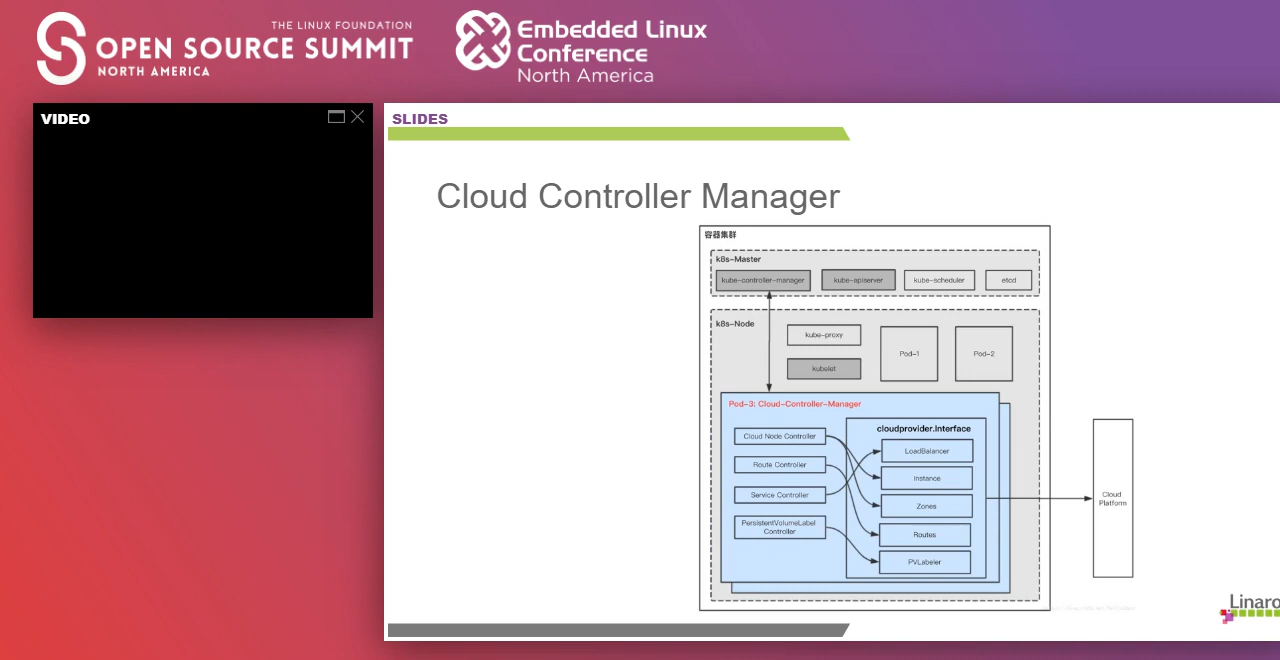 THE LINUX FOUNDATION
OPEN SOURCE SUMMIT
NORTH AMERICA
Embedded Linux
Conference
North America
VIDEO
SLIDES
Cloud Controller Manager
容器集群
k8s-Master
kube-controller-manager
kube-apiserver
kube-scheduler
etcd
k8s-Node
kube-proxy
kubelet
Pod-1
Pod-2
Pod-3: Cloud-Controller-Manager
cloudprovider.Interface
Cloud Node Controller
Route Controller
Service Controller
PersistentVolumeLabel
Controller
LoadBalancer
Instance
Zones
Routes
PVLabeler
Cloud
Platform
Linaro